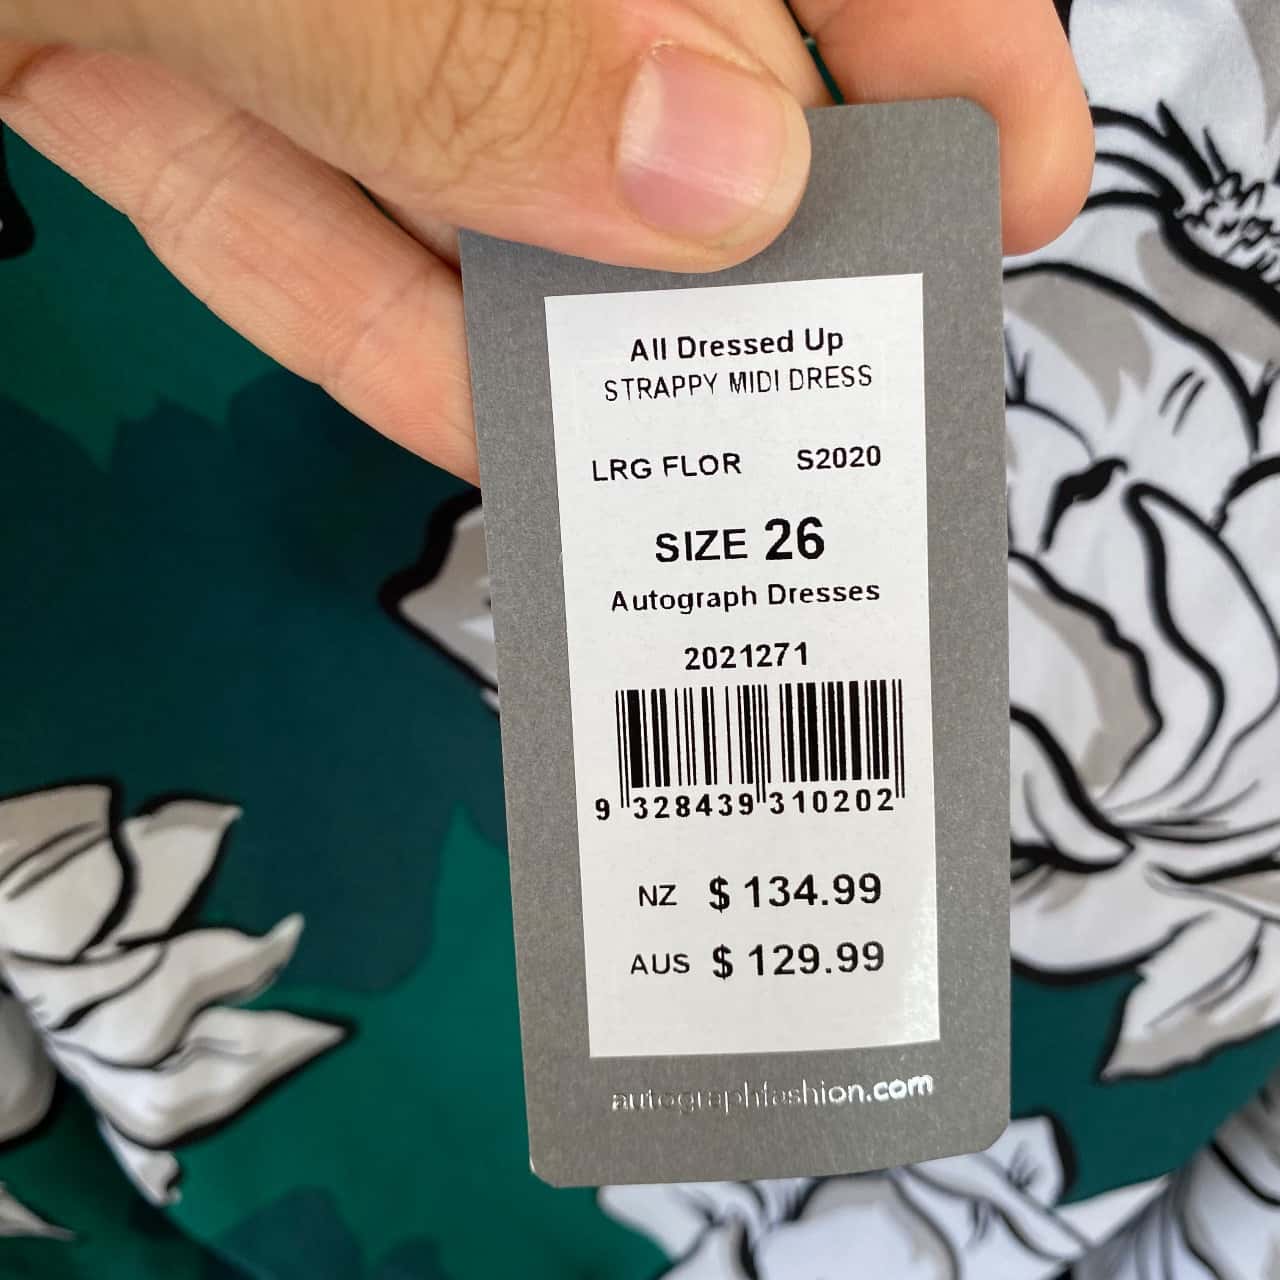 All Dressed Up
STRAPPY MIDI DRESS
LRG FLOR S2020
SIZE 26
Autograph Dresses
2021271
9 328439 310202
NZ $ 134.99
AUS $ 129.99
autographfashion.com